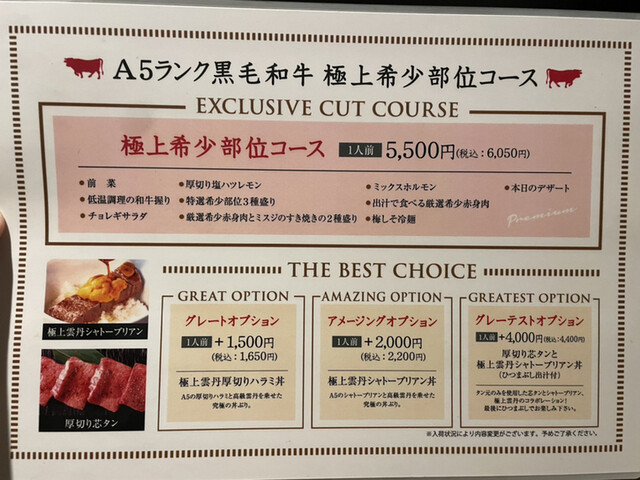 A5ランク黒毛和牛 極上希少部位コース
EXCLUSIVE CUT COURSE
極上希少部位コース 1人前 5,500円(税込：6,050円)
●前 菜
●低温調理の和牛握り
●チョレギサラダ
●厚切り塩ハツレモン
●特選希少部位3種盛り
●厳選希少赤身肉とミスジのすき焼きの2種盛り
●ミックスホルモン
●出汁で食べる厳選希少赤身肉
●梅しそ冷麺
●本日のデザート
Premium
THE BEST CHOICE
極上雲丹シャトーブリアン
厚切り芯タン
GREAT OPTION
グレートオプション
1人前 +1,500円
(税込：1,650円)
極上雲丹厚切りハラミ丼
A5の厚切りハラミと高級雲丹を乗せた
究極の丼ぶり。
AMAZING OPTION
アメージングオプション
1人前 +2,000円
(税込：2,200円)
極上雲丹シャトーブリアン丼
A5のシャトーブリアンと高級雲丹を乗せた
究極の丼ぶり。
GREATEST OPTION
グレーテストオプション
1人前 +4,000円(税込：4,400円)
厚切り芯タンと
極上雲丹シャトーブリアン丼
(ひつまぶし出汁付)
タン元のみを使用した芯タンとシャトーブリアン、
極上雲丹のコラボレーション!
最後にひつまぶしでお楽しみ下さい。
※入荷状況により内容変更がございます。予めご了承ください。